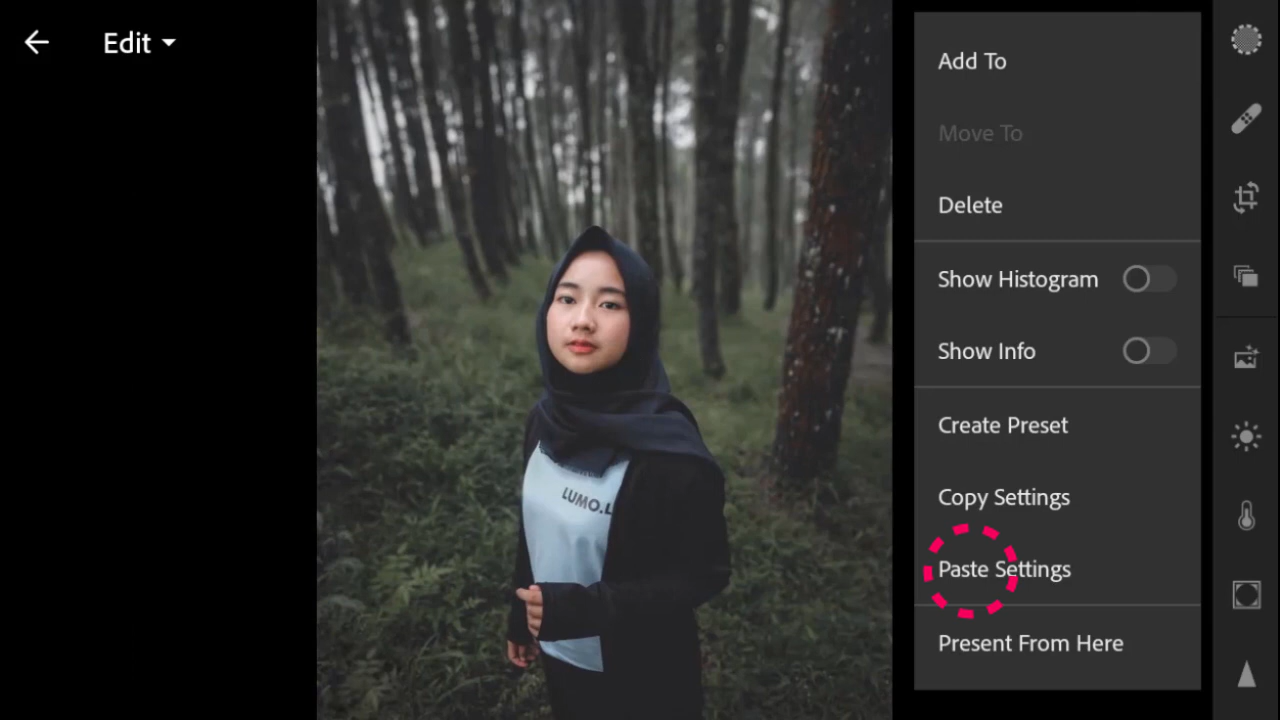 Edit
Add To
Move To
Delete
Show Histogram
Show Info
Create Preset
Copy Settings
Paste Settings
Present From Here
LUMO.L